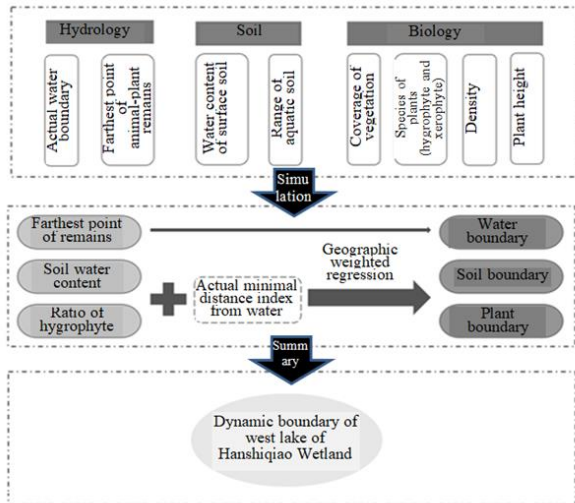 Hydrology
Soil
Biology
Actual water
boundary
Farthest point
of
animal-plant
remains
Water content
of surface soil
Range of
aquatic soil
Coverage of
vegetation
Species of
plants
(hygrophyte and
xerophyte)
Density
Plant height
Simu
lation
Farthest point
of remains
Soil water
content
Ratio of
hygrophyte
Actual minimal
distance index
from water
Geographic
weighted
regression
Water
boundary
Soil boundary
Plant
boundary
Summ
ary
Dynamic boundary of
west lake of
Hanshiqiao Wetland